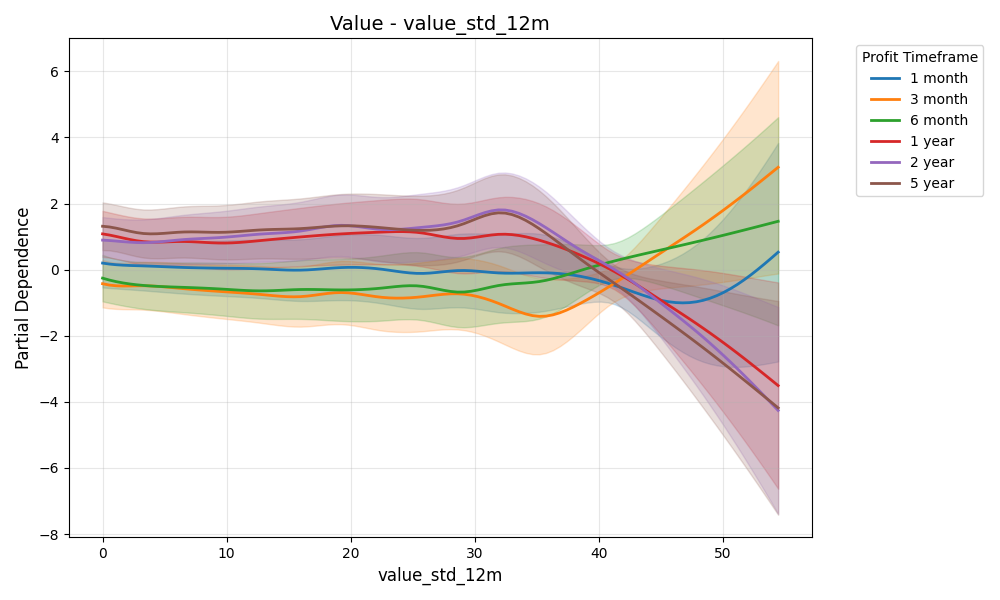 Value - value_std_12m
Profit Timeframe
1 month
3 month
6 month
1 year
2 year
5 year
Partial Dependence
6
4
2
0
−2
−4
−6
−8
0 10 20 30 40 50
value_std_12m